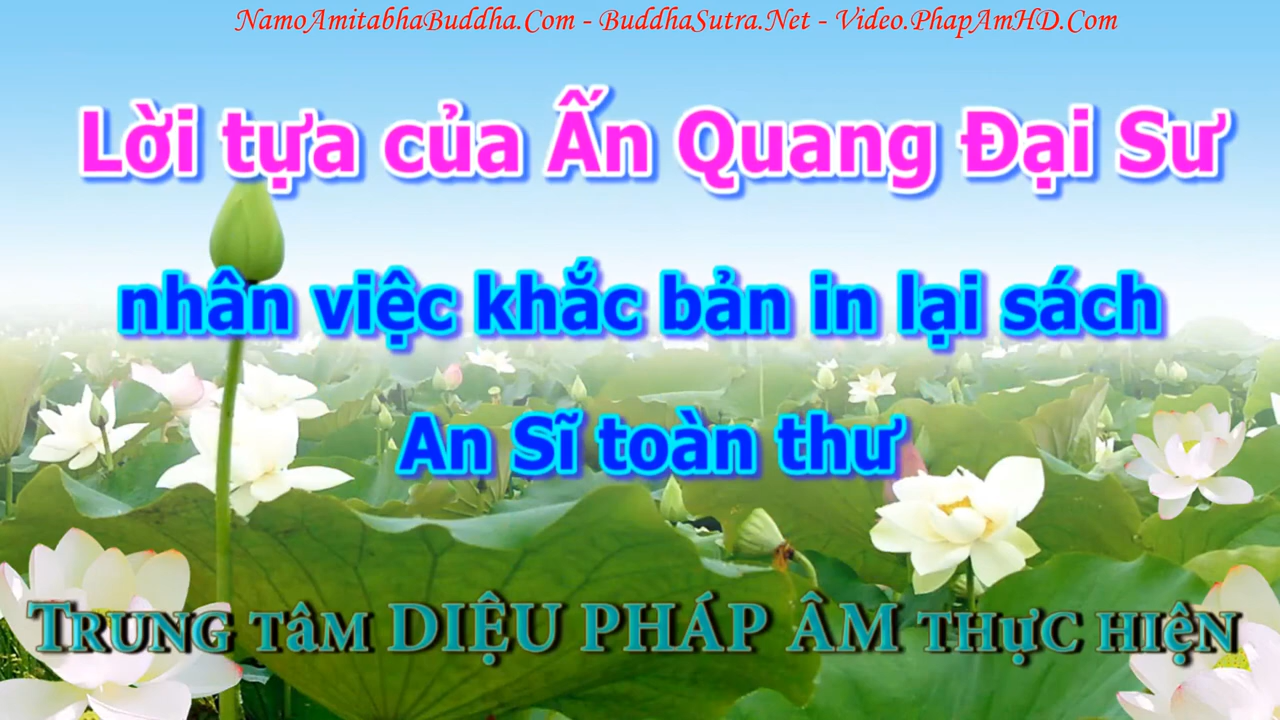 NamoAmitabhaBuddha.Com - BuddhaSutra.Net - Video.PhapAmHD.Com
Lời tựa của Ấn Quang Đại Sư
nhân việc khắc bản in lại sách
An Sĩ toàn thư
Trung tâm DIỆU PHÁP ÂM thực hiện